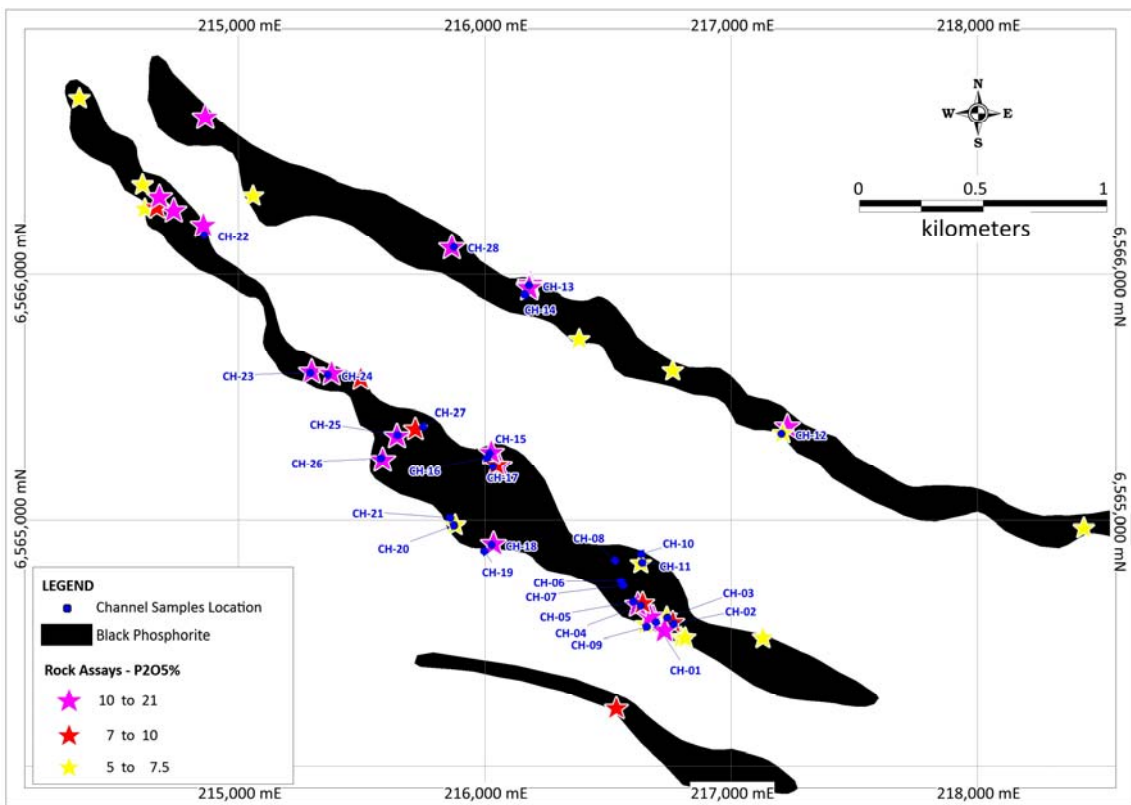 215,000 mE
216,000 mE
217,000 mE
218,000 mE
N
W E
S
0 0.5 1
kilometers
6,566,000 mN
6,566,000 mN
6,565,000 mN
6,565,000 mN
CH-22
CH-28
CH-13
CH-14
CH-23
CH-24
CH-27
CH-25
CH-15
CH-12
CH-26
CH-16
CH-17
CH-21
CH-20
CH-18
CH-19
CH-08
CH-10
CH-11
CH-06
CH-07
CH-05
CH-03
CH-02
CH-04
CH-09
CH-01
LEGEND
Channel Samples Location
Black Phosphorite
Rock Assays - P2O5%
10 to 21
7 to 10
5 to 7.5
215,000 mE
216,000 mE
217,000 mE
218,000 mE